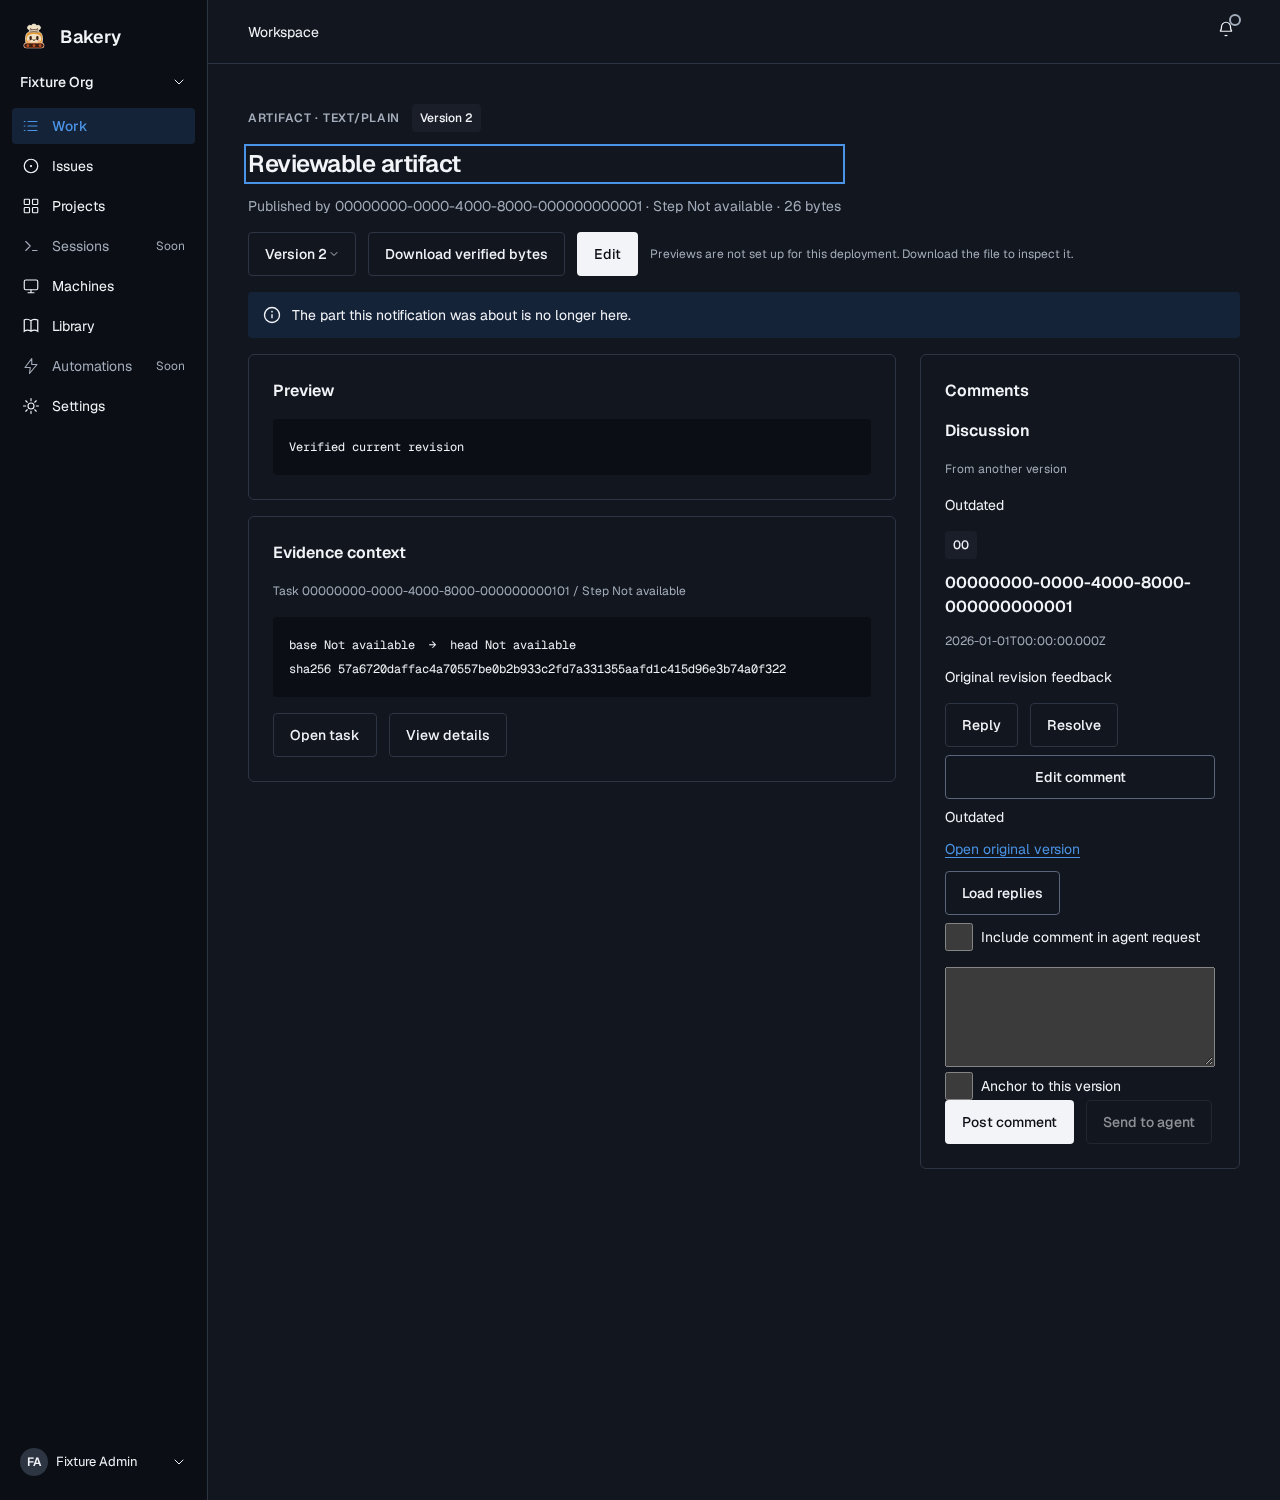 Bakery
Fixture Org
Work
Issues
Projects
Sessions Soon
Machines
Library
Automations Soon
Settings
FA Fixture Admin
Workspace
ARTIFACT · TEXT/PLAIN Version 2
Reviewable artifact
Published by 00000000-0000-4000-8000-000000000001 · Step Not available · 26 bytes
Version 2 Download verified bytes Edit Previews are not set up for this deployment. Download the file to inspect it.
The part this notification was about is no longer here.
Preview
Verified current revision
Evidence context
Task 00000000-0000-4000-8000-000000000101 / Step Not available
base Not available → head Not available
sha256 57a6720daffac4a70557be0b2b933c2fd7a331355aafd1c415d96e3b74a0f322
Open task View details
Comments
Discussion
From another version
Outdated
00
00000000-0000-4000-8000-
000000000001
2026-01-01T00:00:00.000Z
Original revision feedback
Reply Resolve
Edit comment
Outdated
Open original version
Load replies
Include comment in agent request
Anchor to this version
Post comment Send to agent